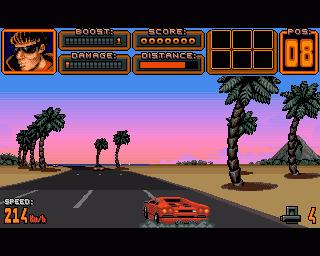 BOOST: SCORE: POS:
1 0000000 08
DAMAGE: DISTANCE:
SPEED:
214 Km/h 4